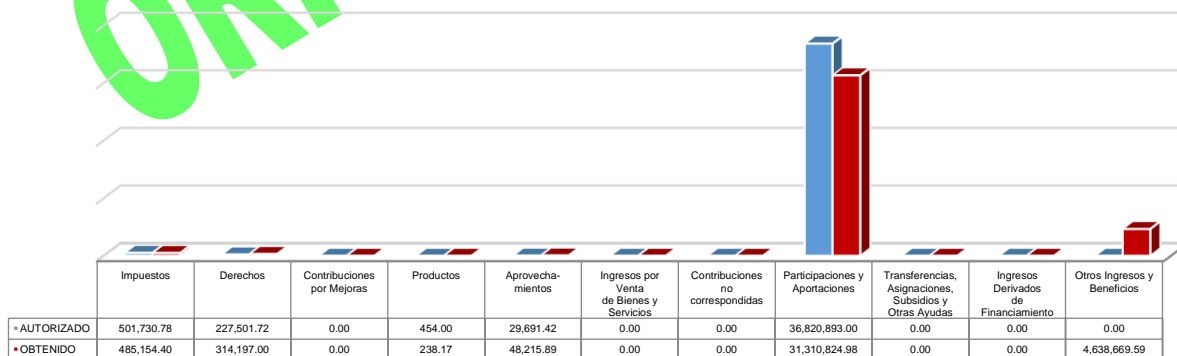 Impuestos
Derechos
Contribuciones
por Mejoras
Productos
Aprovecha-
mientos
Ingresos por
Venta
de Bienes y
Servicios
Contribuciones
no
correspondidas
Participaciones y
Aportaciones
Transferencias,
Asignaciones,
Subsidios y
Otras Ayudas
Ingresos
Derivados
de
Financiamiento
Otros Ingresos y
Beneficios
AUTORIZADO 501,730.78 227,501.72 0.00 454.00 29,691.42 0.00 0.00 36,820,893.00 0.00 0.00 0.00
OBTENIDO 485,154.40 314,197.00 0.00 238.17 48,215.89 0.00 0.00 31,310,824.98 0.00 0.00 4,638,669.59